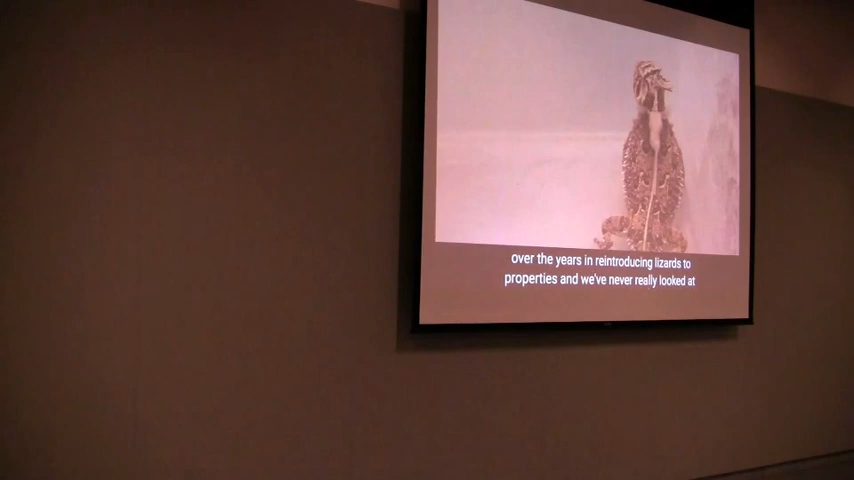 over the years in reintroducing lizards to
properties and we've never really looked at